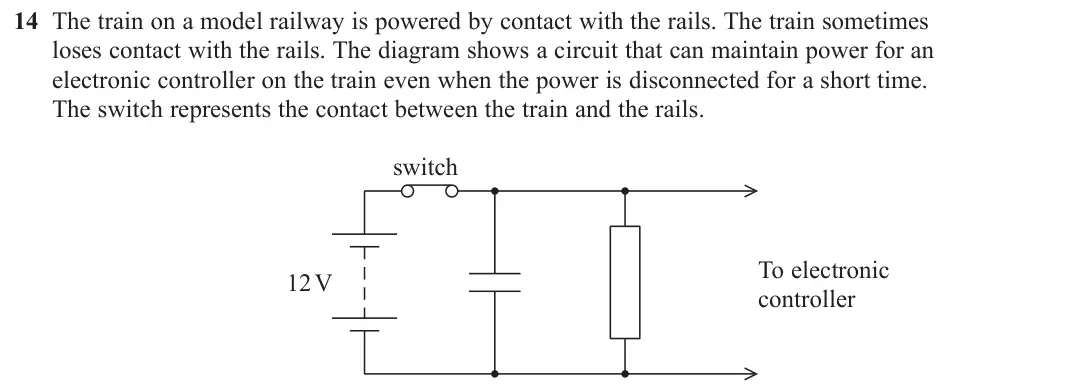 14 The train on a model railway is powered by contact with the rails. The train sometimes
loses contact with the rails. The diagram shows a circuit that can maintain power for an
electronic controller on the train even when the power is disconnected for a short time.
The switch represents the contact between the train and the rails.
switch
12 V
To electronic
controller